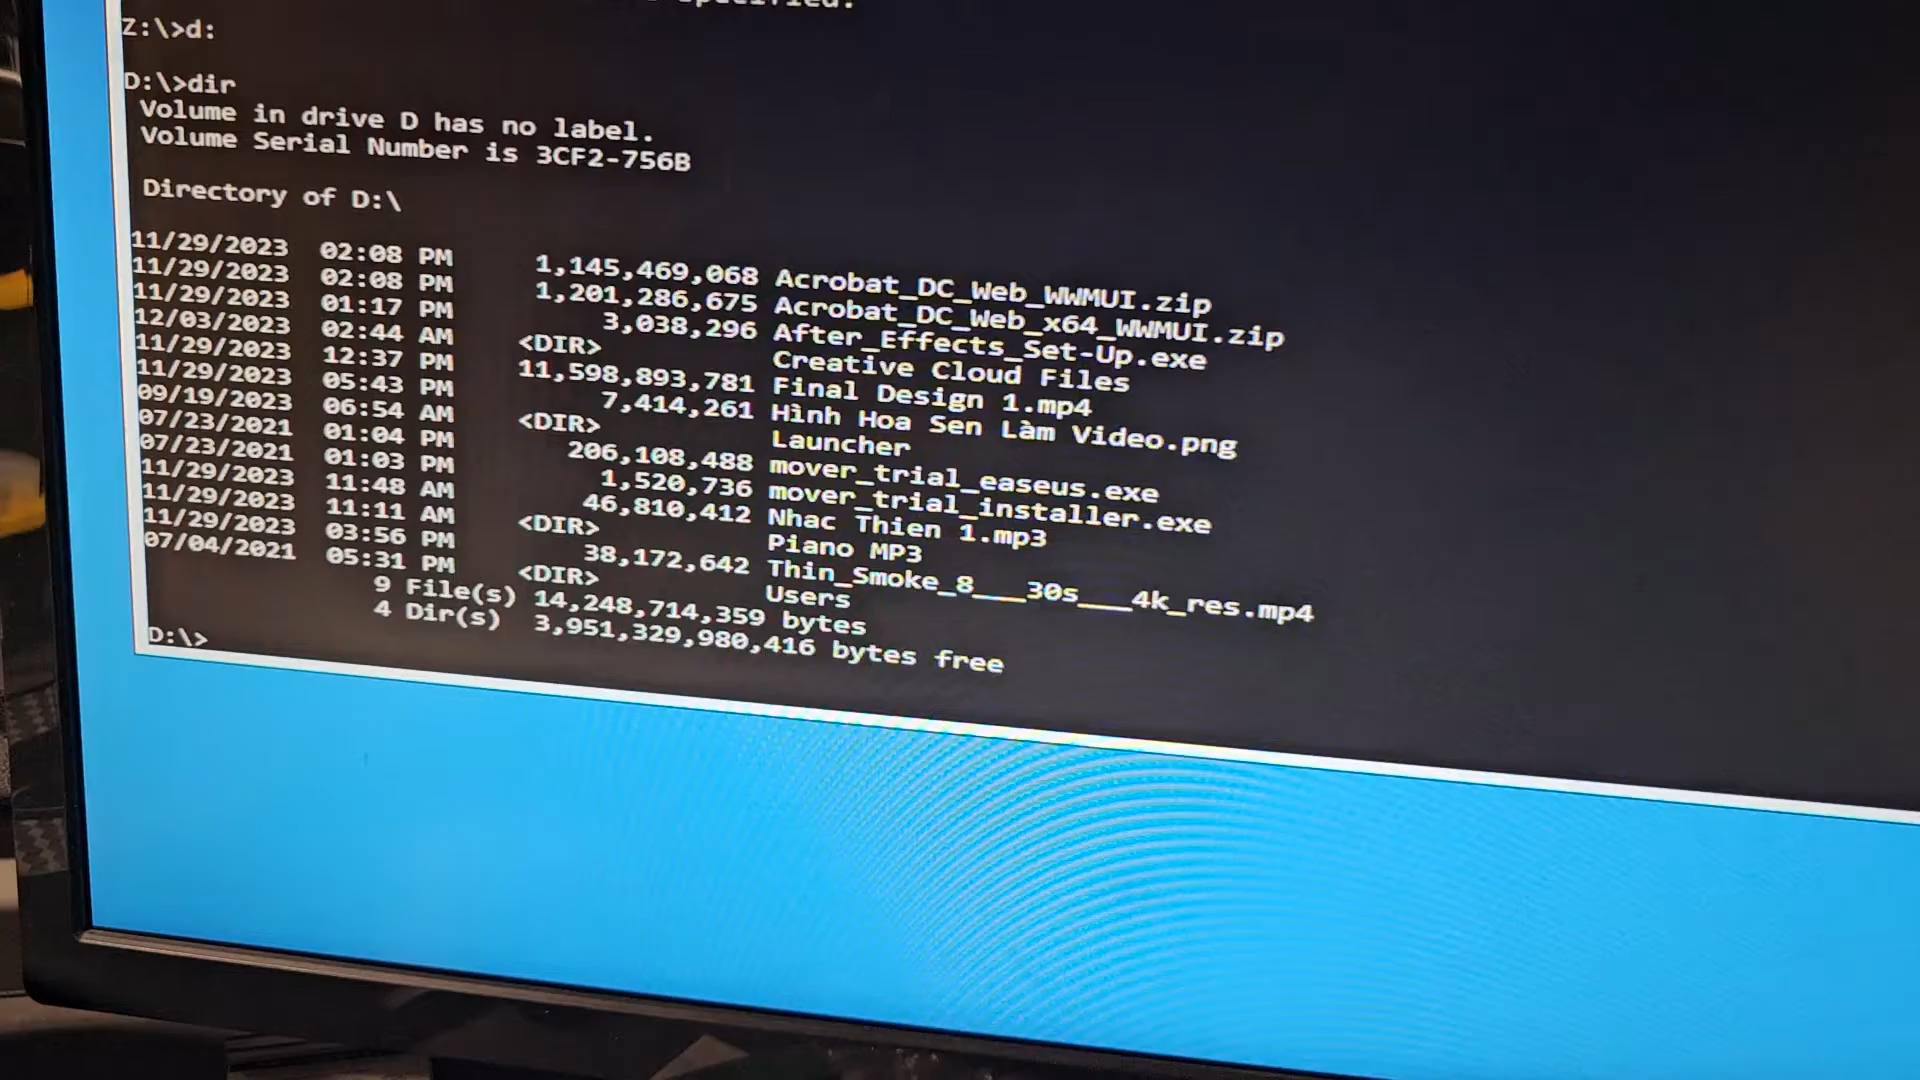 specified.
Z:\>d:
D:\>dir
Volume in drive D has no label.
Volume Serial Number is 3CF2-756B
Directory of D:\
11/29/2023 02:08 PM 1,145,469,068 Acrobat_DC_Web_WWMUI.zip
11/29/2023 02:08 PM 1,201,286,675 Acrobat_DC_Web_x64_WWMUI.zip
11/29/2023 01:17 PM 3,038,296 After_Effects_Set-Up.exe
12/03/2023 02:44 AM <DIR> Creative Cloud Files
11/29/2023 12:37 PM 11,598,893,781 Final Design 1.mp4
11/29/2023 05:43 PM 7,414,261 Hình Hoa Sen Làm Video.png
09/19/2023 06:54 AM <DIR> Launcher
07/23/2021 01:04 PM 206,108,488 mover_trial_easeus.exe
07/23/2021 01:03 PM 1,520,736 mover_trial_installer.exe
11/29/2023 11:48 AM 46,810,412 Nhac Thien 1.mp3
11/29/2023 11:11 AM <DIR> Piano MP3
11/29/2023 03:56 PM 38,172,642 Thin_Smoke_8___30s___4k_res.mp4
07/04/2021 05:31 PM <DIR> Users
9 File(s) 14,248,714,359 bytes
4 Dir(s) 3,951,329,980,416 bytes free
D:\>